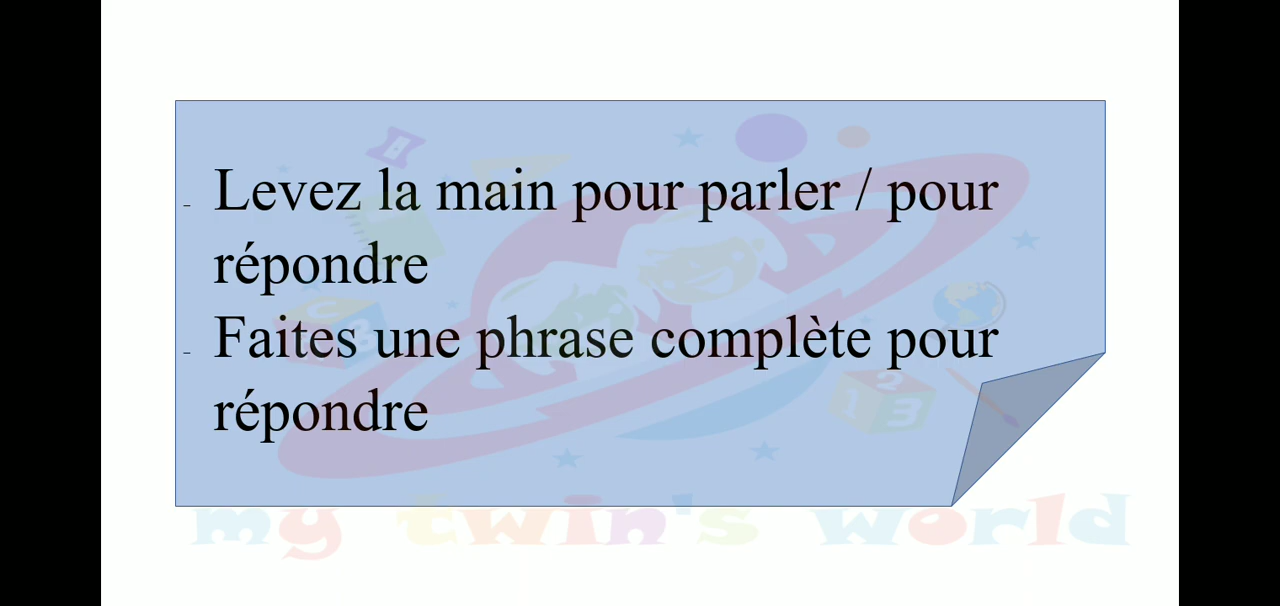 - Levez la main pour parler / pour
répondre
- Faites une phrase complète pour
répondre
my twin's world